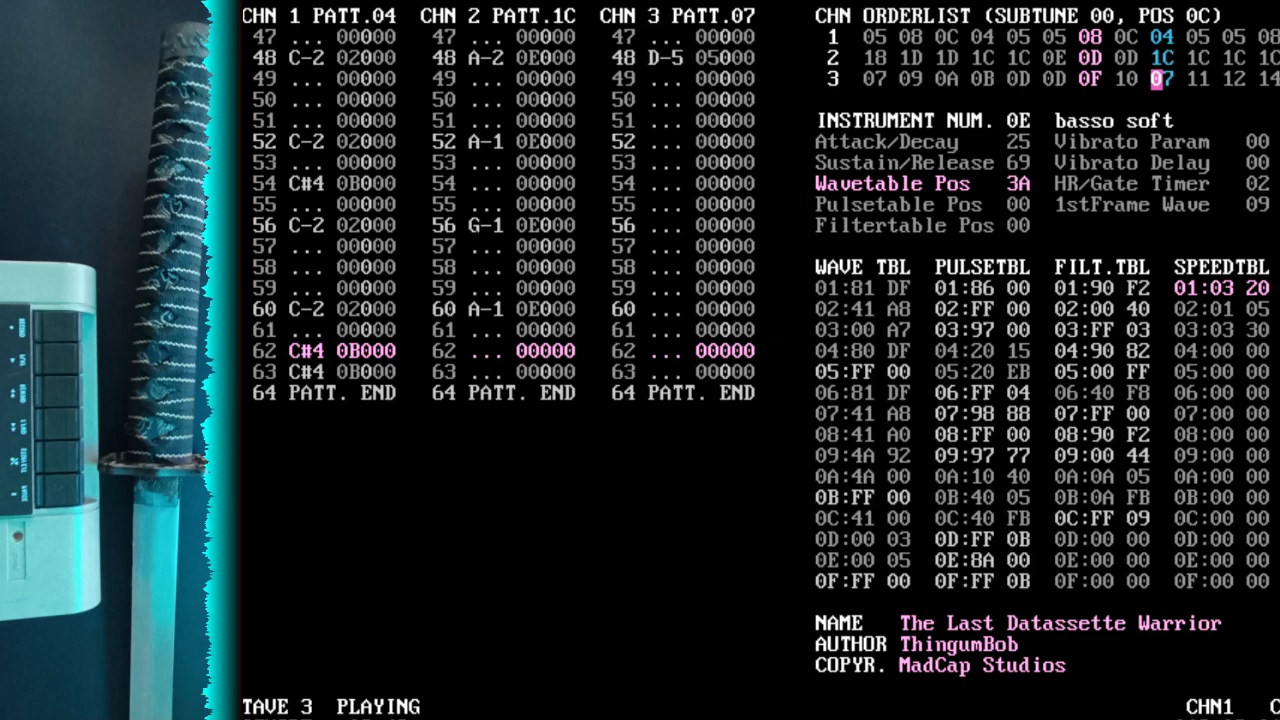 CHN 1 PATT.04 CHN 2 PATT.1C CHN 3 PATT.07 CHN ORDERLIST (SUBTUNE 00, POS 0C)
47 ... 00000 47 ... 00000 47 ... 00000 1 05 08 0C 04 05 05 08 0C 04 05 05 08
48 C-2 02000 48 A-2 0E000 48 D-5 05000 2 18 1D 1D 1C 1C 0E 0D 0D 1C 1C 1C 1C
49 ... 00000 49 ... 00000 49 ... 00000 3 07 09 0A 0B 0D 0D 0F 10 07 11 12 14
50 ... 00000 50 ... 00000 50 ... 00000
51 ... 00000 51 ... 00000 51 ... 00000 INSTRUMENT NUM. 0E basso soft
52 C-2 02000 52 A-1 0E000 52 ... 00000 Attack/Decay 25 Vibrato Param 00
53 ... 00000 53 ... 00000 53 ... 00000 Sustain/Release 69 Vibrato Delay 00
54 C#4 0B000 54 ... 00000 54 ... 00000 Wavetable Pos 3A HR/Gate Timer 02
55 ... 00000 55 ... 00000 55 ... 00000 Pulsetable Pos 00 1stFrame Wave 09
56 C-2 02000 56 G-1 0E000 56 ... 00000 Filtertable Pos 00
57 ... 00000 57 ... 00000 57 ... 00000
58 ... 00000 58 ... 00000 58 ... 00000 WAVE TBL PULSETBL FILT.TBL SPEEDTBL
59 ... 00000 59 ... 00000 59 ... 00000 01:81 DF 01:86 00 01:90 F2 01:03 20
60 C-2 02000 60 A-1 0E000 60 ... 00000 02:41 A8 02:FF 00 02:00 40 02:01 05
61 ... 00000 61 ... 00000 61 ... 00000 03:00 A7 03:97 00 03:FF 03 03:03 30
62 C#4 0B000 62 ... 00000 62 ... 00000 04:80 DF 04:20 15 04:90 82 04:00 00
63 C#4 0B000 63 ... 00000 63 ... 00000 05:FF 00 05:20 EB 05:00 FF 05:00 00
64 PATT. END 64 PATT. END 64 PATT. END 06:81 DF 06:FF 04 06:40 F8 06:00 00
07:41 A8 07:98 88 07:FF 00 07:00 00
08:41 A0 08:FF 00 08:90 F2 08:00 00
09:4A 92 09:97 77 09:00 44 09:00 00
0A:4A 00 0A:10 40 0A:0A 05 0A:00 00
0B:FF 00 0B:40 05 0B:0A FB 0B:00 00
0C:41 00 0C:40 FB 0C:FF 09 0C:00 00
0D:00 03 0D:FF 0B 0D:00 00 0D:00 00
0E:00 05 0E:8A 00 0E:00 00 0E:00 00
0F:FF 00 0F:FF 0B 0F:00 00 0F:00 00
NAME The Last Datassette Warrior
AUTHOR ThingumBob
COPYR. MadCap Studios
TAVE 3 PLAYING CHN1